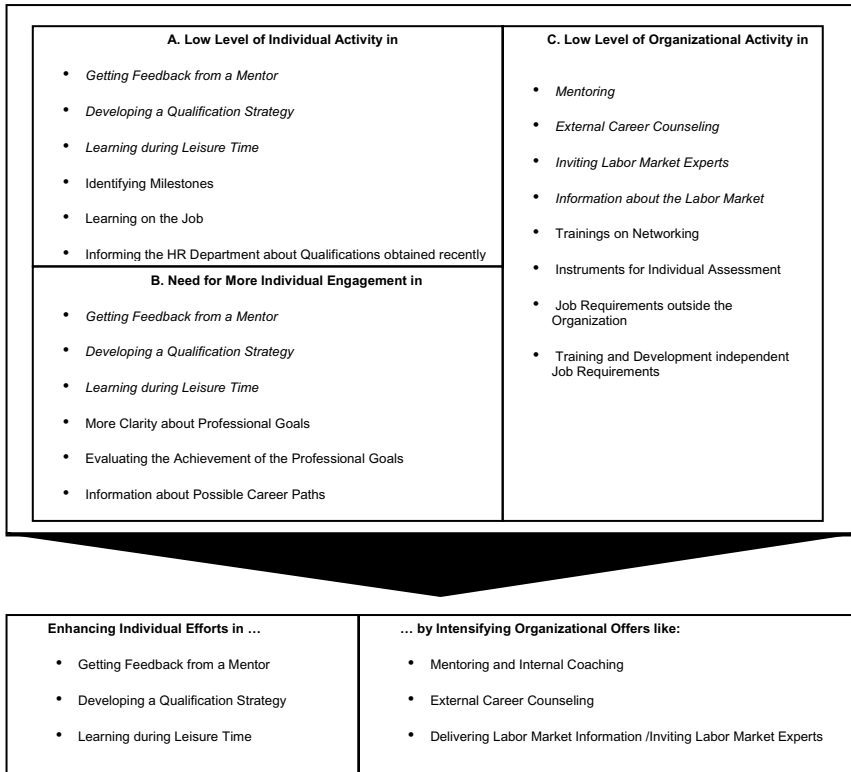 A. Low Level of Individual Activity in
• Getting Feedback from a Mentor
• Developing a Qualification Strategy
• Learning during Leisure Time
• Identifying Milestones
• Learning on the Job
• Informing the HR Department about Qualifications obtained recently
B. Need for More Individual Engagement in
• Getting Feedback from a Mentor
• Developing a Qualification Strategy
• Learning during Leisure Time
• More Clarity about Professional Goals
• Evaluating the Achievement of the Professional Goals
• Information about Possible Career Paths
C. Low Level of Organizational Activity in
• Mentoring
• External Career Counseling
• Inviting Labor Market Experts
• Information about the Labor Market
• Trainings on Networking
• Instruments for Individual Assessment
• Job Requirements outside the
Organization
• Training and Development independent
Job Requirements
Enhancing Individual Efforts in …
• Getting Feedback from a Mentor
• Developing a Qualification Strategy
• Learning during Leisure Time
… by Intensifying Organizational Offers like:
• Mentoring and Internal Coaching
• External Career Counseling
• Delivering Labor Market Information /Inviting Labor Market Experts